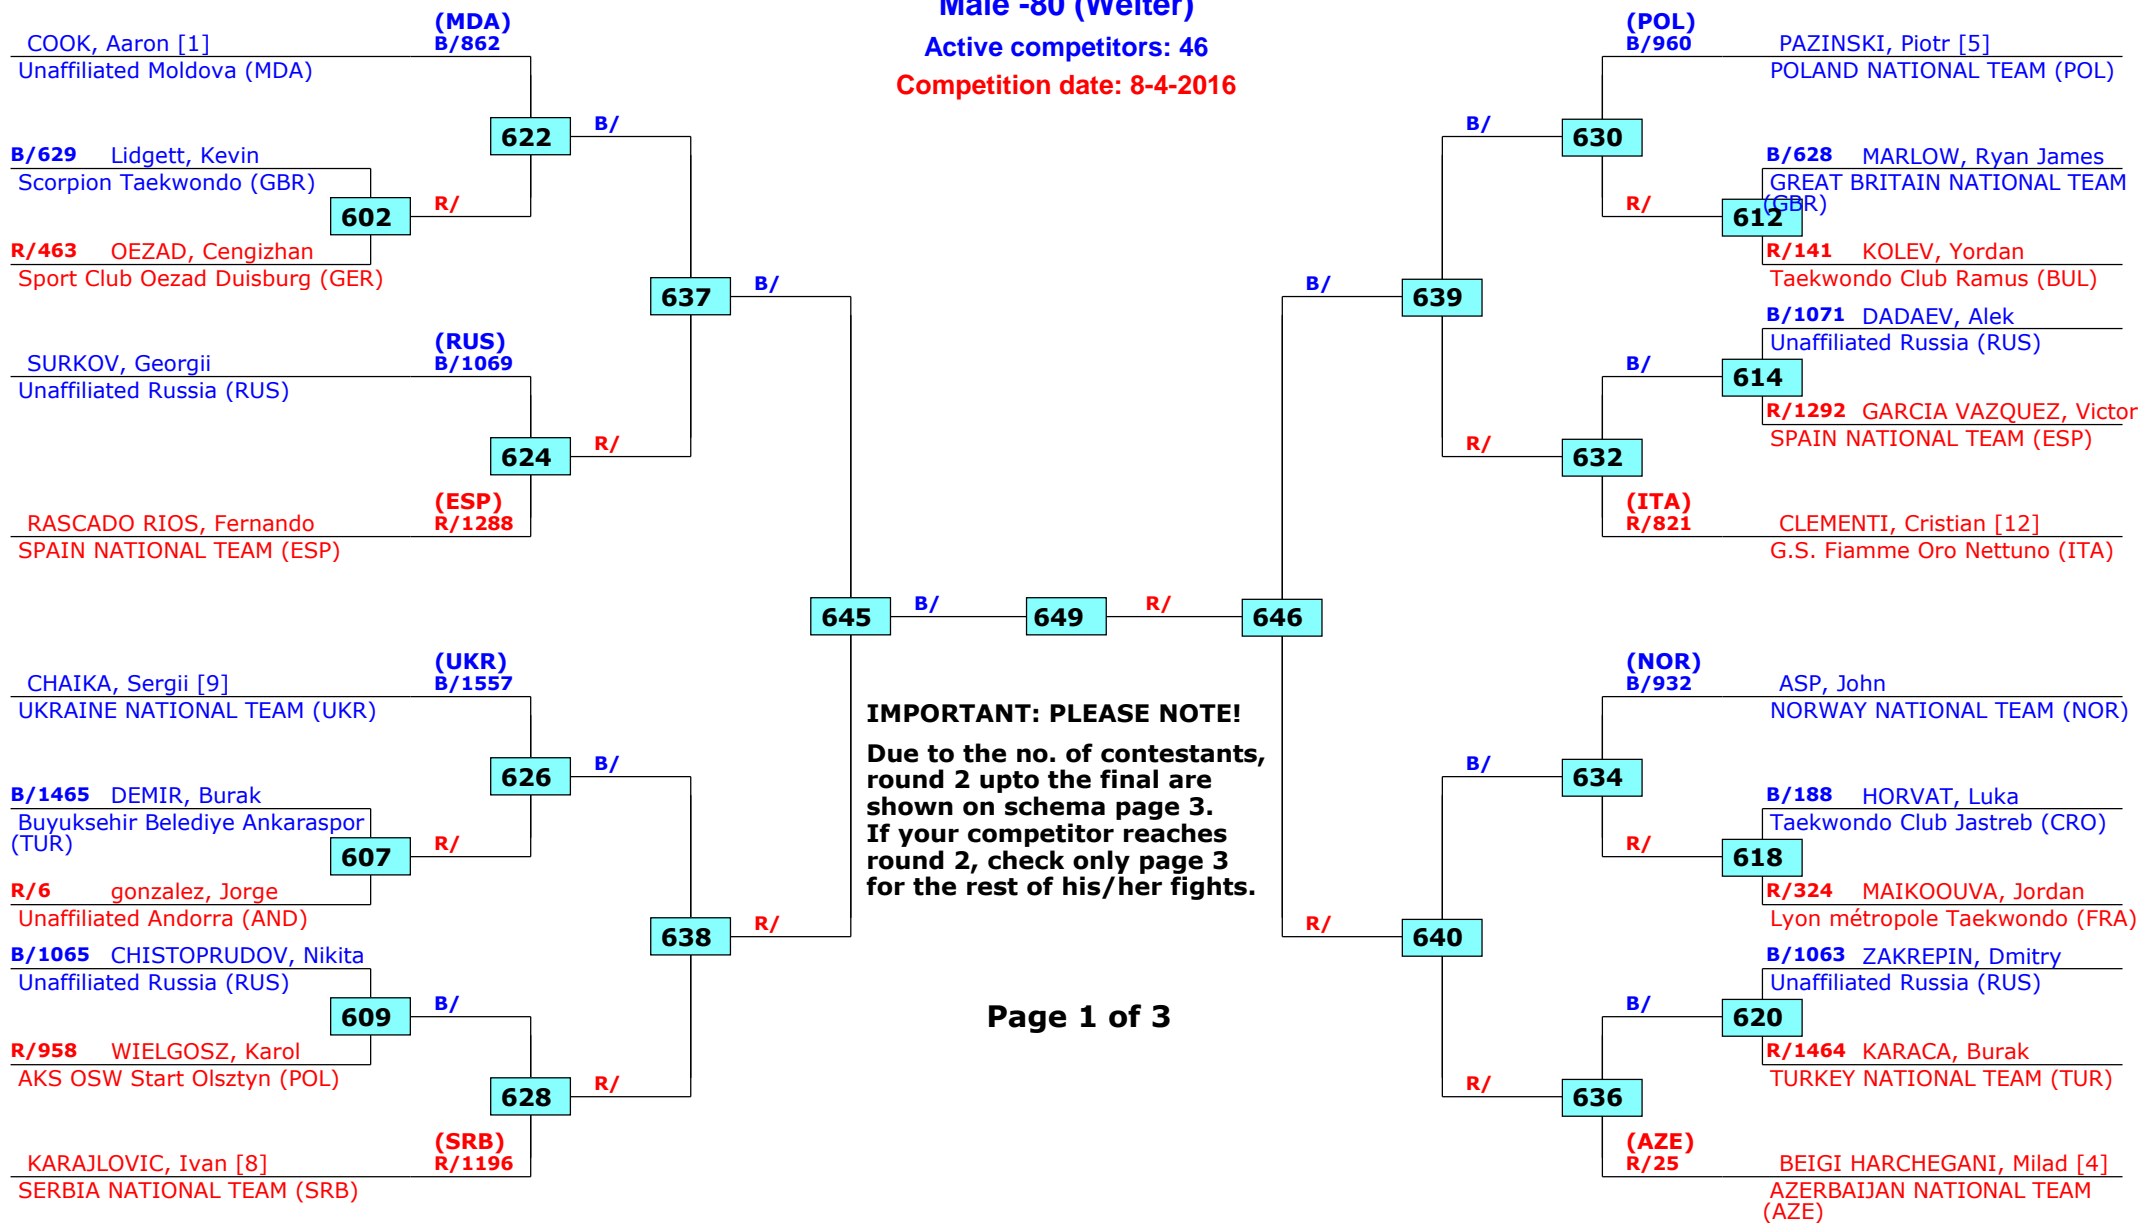 Male -80 (Welter)
Active competitors: 46
Competition date: 8-4-2016
(MDA)
COOK, Aaron [1] B/862
Unaffiliated Moldova (MDA)
622
B/
B/629 Lidgett, Kevin
Scorpion Taekwondo (GBR)
602
R/
R/463 OEZAD, Cengizhan
Sport Club Oezad Duisburg (GER)
637
B/
(RUS)
SURKOV, Georgii B/1069
Unaffiliated Russia (RUS)
624
R/
(ESP)
RASCADO RIOS, Fernando R/1288
SPAIN NATIONAL TEAM (ESP)
645
B/
649
R/
646
(UKR)
CHAIKA, Sergii [9] B/1557
UKRAINE NATIONAL TEAM (UKR)
626
B/
B/1465 DEMIR, Burak
Buyuksehir Belediye Ankaraspor
(TUR)
607
R/
R/6 gonzalez, Jorge
Unaffiliated Andorra (AND)
638
R/
B/1065 CHISTOPRUDOV, Nikita
Unaffiliated Russia (RUS)
609
B/
R/958 WIELGOSZ, Karol
AKS OSW Start Olsztyn (POL)
628
R/
(SRB)
KARAJLOVIC, Ivan [8] R/1196
SERBIA NATIONAL TEAM (SRB)
IMPORTANT: PLEASE NOTE!
Due to the no. of contestants,
round 2 upto the final are
shown on schema page 3.
If your competitor reaches
round 2, check only page 3
for the rest of his/her fights.
Page 1 of 3
(POL)
B/960 PAZINSKI, Piotr [5]
POLAND NATIONAL TEAM (POL)
B/
630
B/628 MARLOW, Ryan James
GREAT BRITAIN NATIONAL TEAM
(GBR)
R/
612
R/141 KOLEV, Yordan
Taekwondo Club Ramus (BUL)
B/
639
B/1071 DADAEV, Alek
Unaffiliated Russia (RUS)
B/
614
R/1292 GARCIA VAZQUEZ, Victor
SPAIN NATIONAL TEAM (ESP)
R/
632
(ITA)
R/821 CLEMENTI, Cristian [12]
G.S. Fiamme Oro Nettuno (ITA)
(NOR)
B/932 ASP, John
NORWAY NATIONAL TEAM (NOR)
B/
634
B/188 HORVAT, Luka
Taekwondo Club Jastreb (CRO)
R/
618
R/324 MAIKOOUVA, Jordan
Lyon métropole Taekwondo (FRA)
R/
640
B/1063 ZAKREPIN, Dmitry
Unaffiliated Russia (RUS)
B/
620
R/1464 KARACA, Burak
TURKEY NATIONAL TEAM (TUR)
R/
636
(AZE)
R/25 BEIGI HARCHEGANI, Milad [4]
AZERBAIJAN NATIONAL TEAM
(AZE)